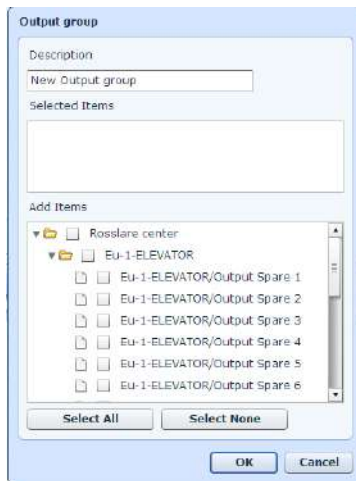 Output group
Description
New Output group
Selected Items
Add Items
Rosslare center
Eu-1-ELEVATOR
Eu-1-ELEVATOR/Output Spare 1
Eu-1-ELEVATOR/Output Spare 2
Eu-1-ELEVATOR/Output Spare 3
Eu-1-ELEVATOR/Output Spare 4
Eu-1-ELEVATOR/Output Spare 5
Eu-1-ELEVATOR/Output Spare 6
Select All Select None
OK Cancel